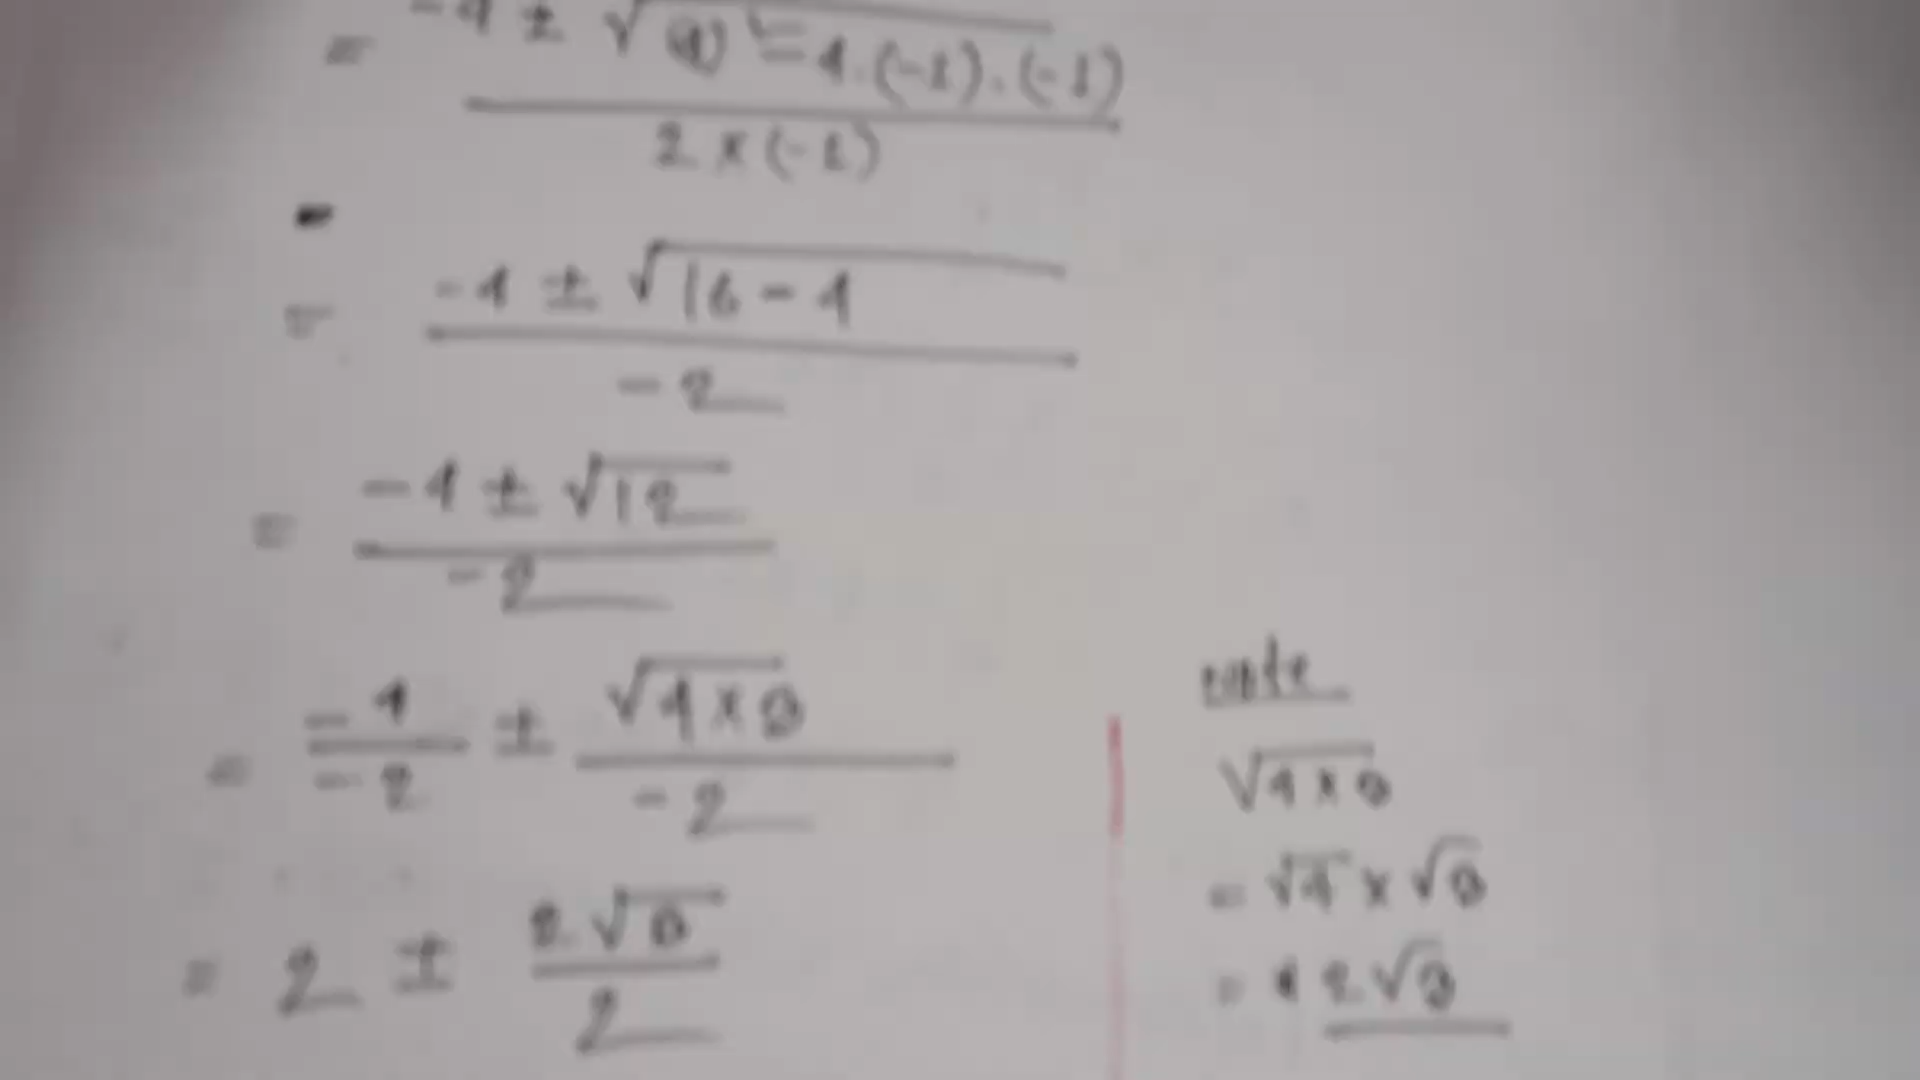 = -4 ± √(4)² - 4.(-1).(-1)
2 × (-1)
= -4 ± √16 - 4
-2
= -4 ± √12
-2
= -4/-2 ± √4×3/-2
= 2 ± 2√3/2
note
√4×3
= √4 × √3
= 2√3